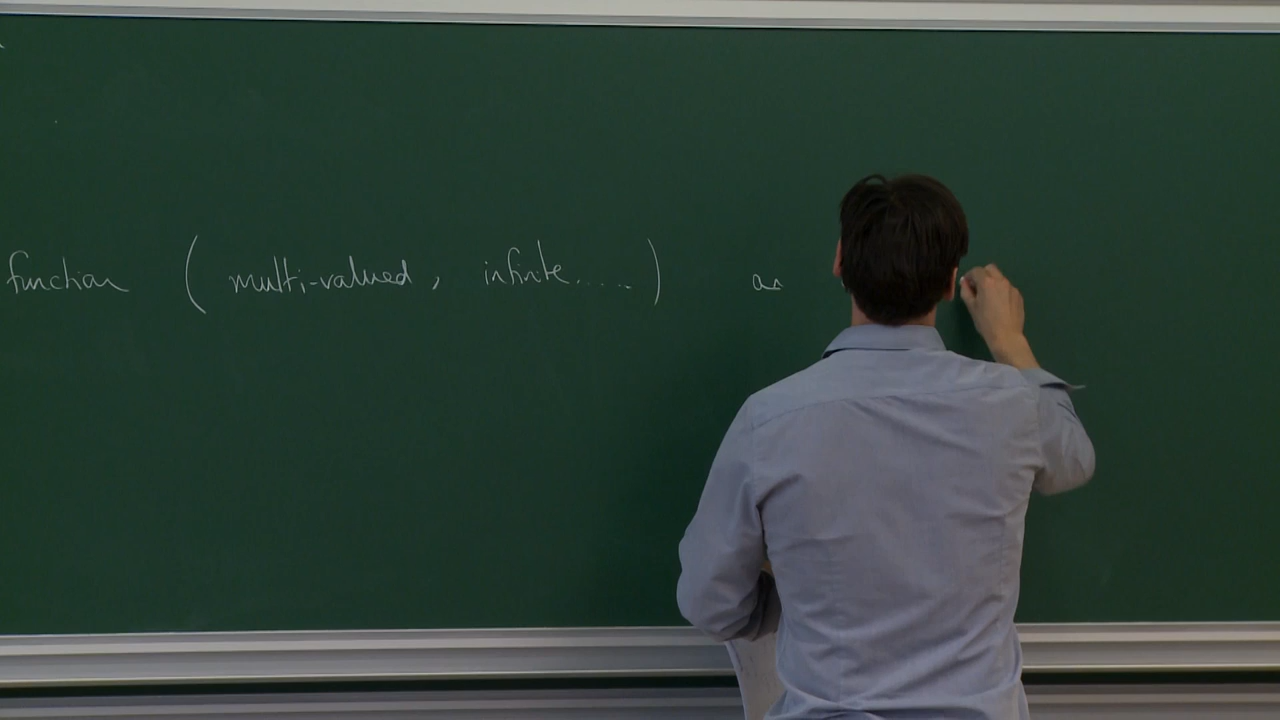 function ( multi-valued , infinite..... ) as